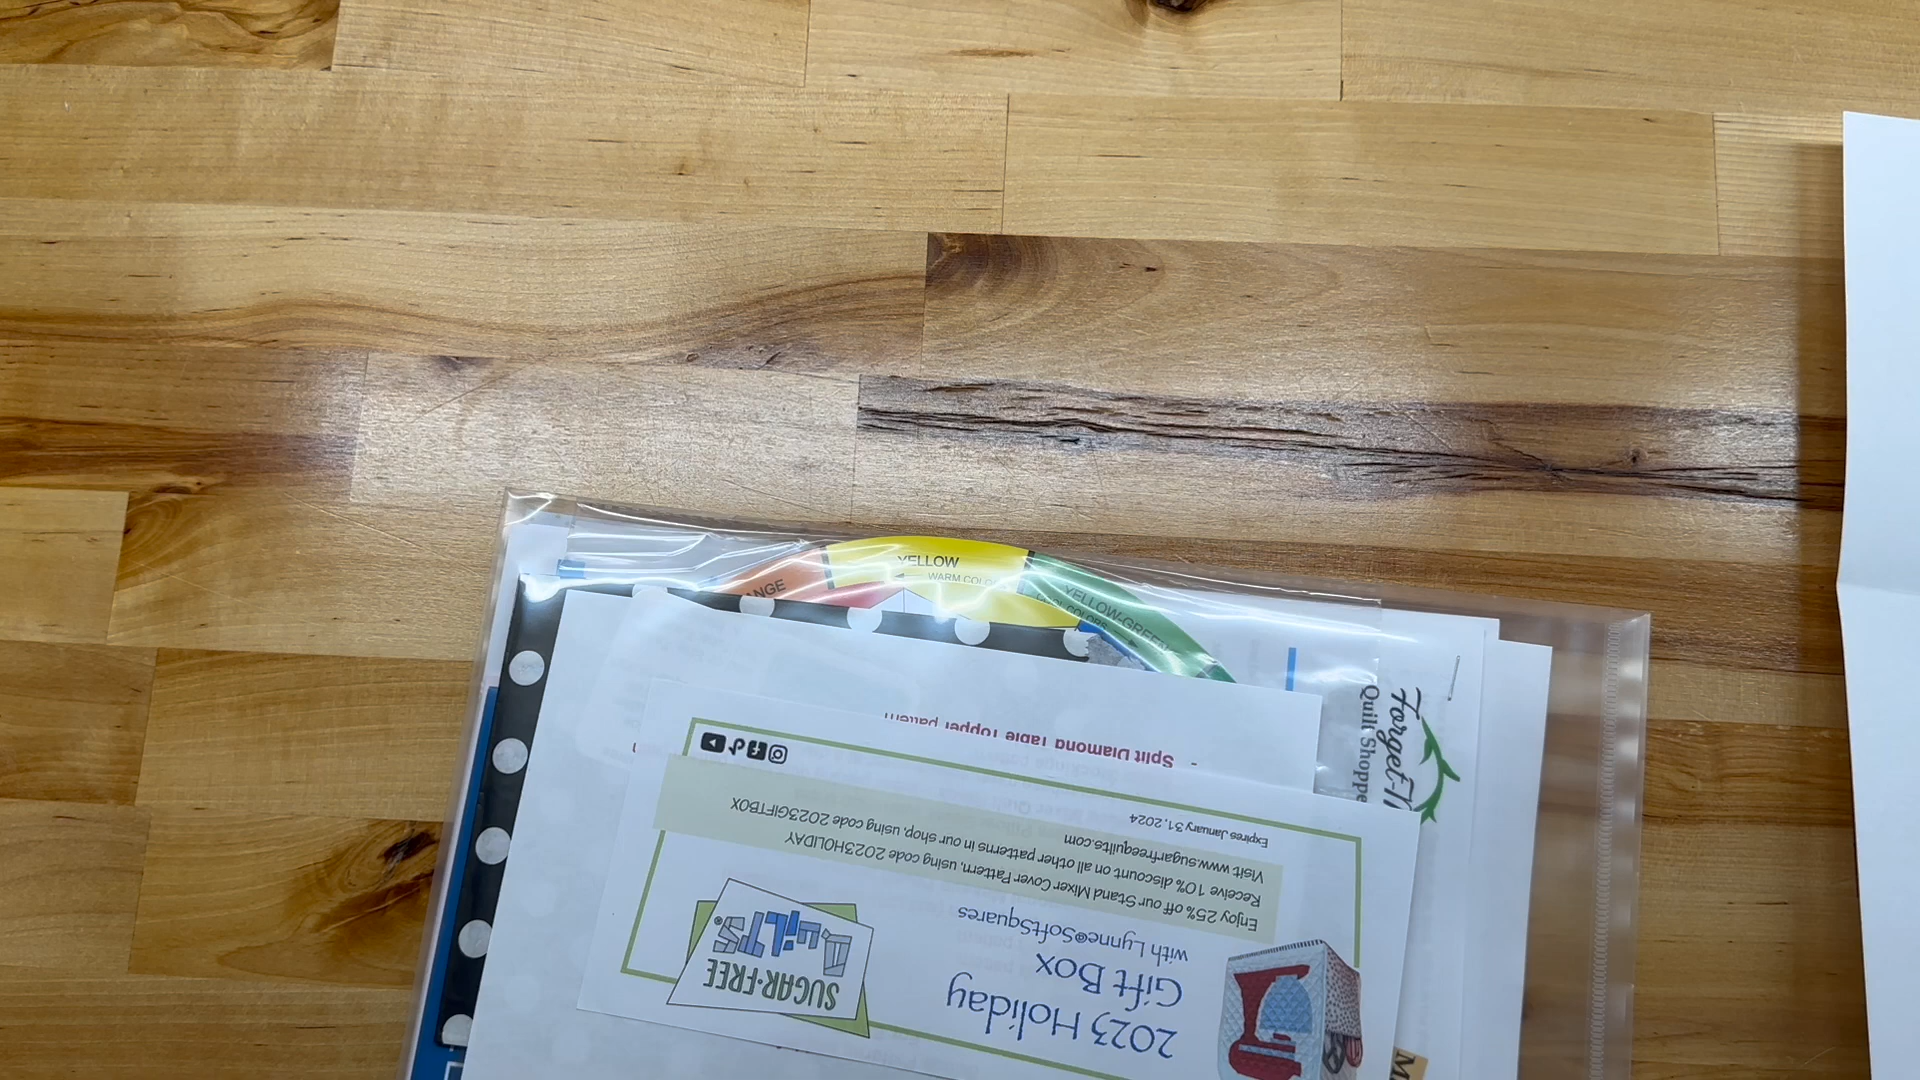 YELLOW
WARM COLO
YELLOW-GREEN
COOL COLORS
Quilt Shoppe
- Split Diamond Table Topper pattern
2023 Holiday
Gift Box
with Lynne@SoftSquares
SUGAR-FREE
QUILTS®
Enjoy 25% off our Stand Mixer Cover Pattern, using code 2023HOLIDAY
Receive 10% discount on all other patterns in our shop, using code 2023GIFTBOX
Visit www.sugarfreequilts.com
Expires January 31, 2024